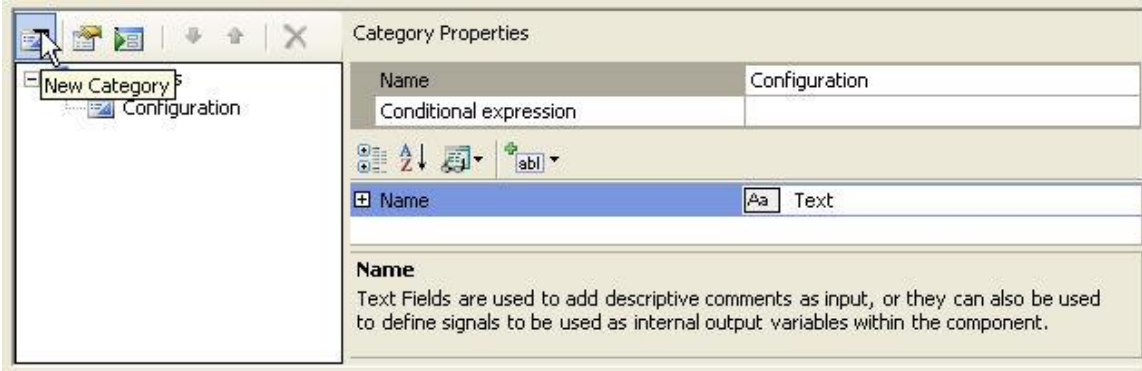 Category Properties
New Category
Configuration
Name Configuration
Conditional expression
A
Z
abl
Name Aa Text
Name
Text Fields are used to add descriptive comments as input, or they can also be used
to define signals to be used as internal output variables within the component.